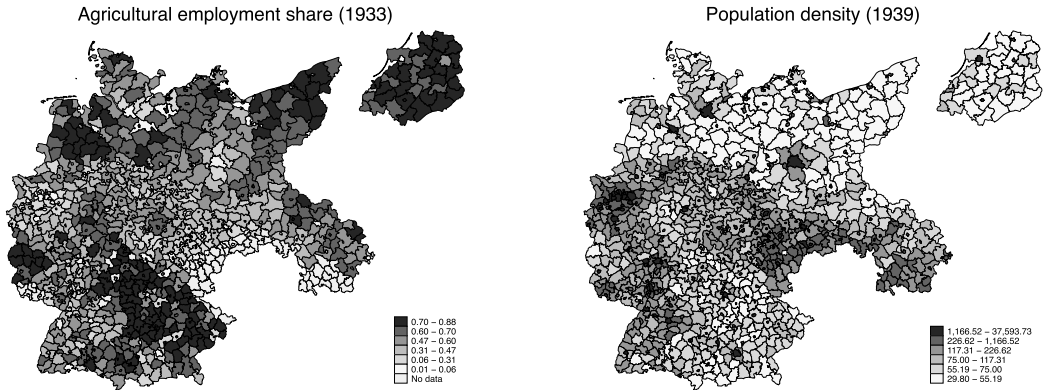 Agricultural employment share (1933)
0.70 – 0.88
0.60 – 0.70
0.47 – 0.60
0.31 – 0.47
0.06 – 0.31
0.01 – 0.06
No data
Population density (1939)
1,166.52 – 37,593.73
226.62 – 1,166.52
117.31 – 226.62
75.00 – 117.31
55.19 – 75.00
29.80 – 55.19